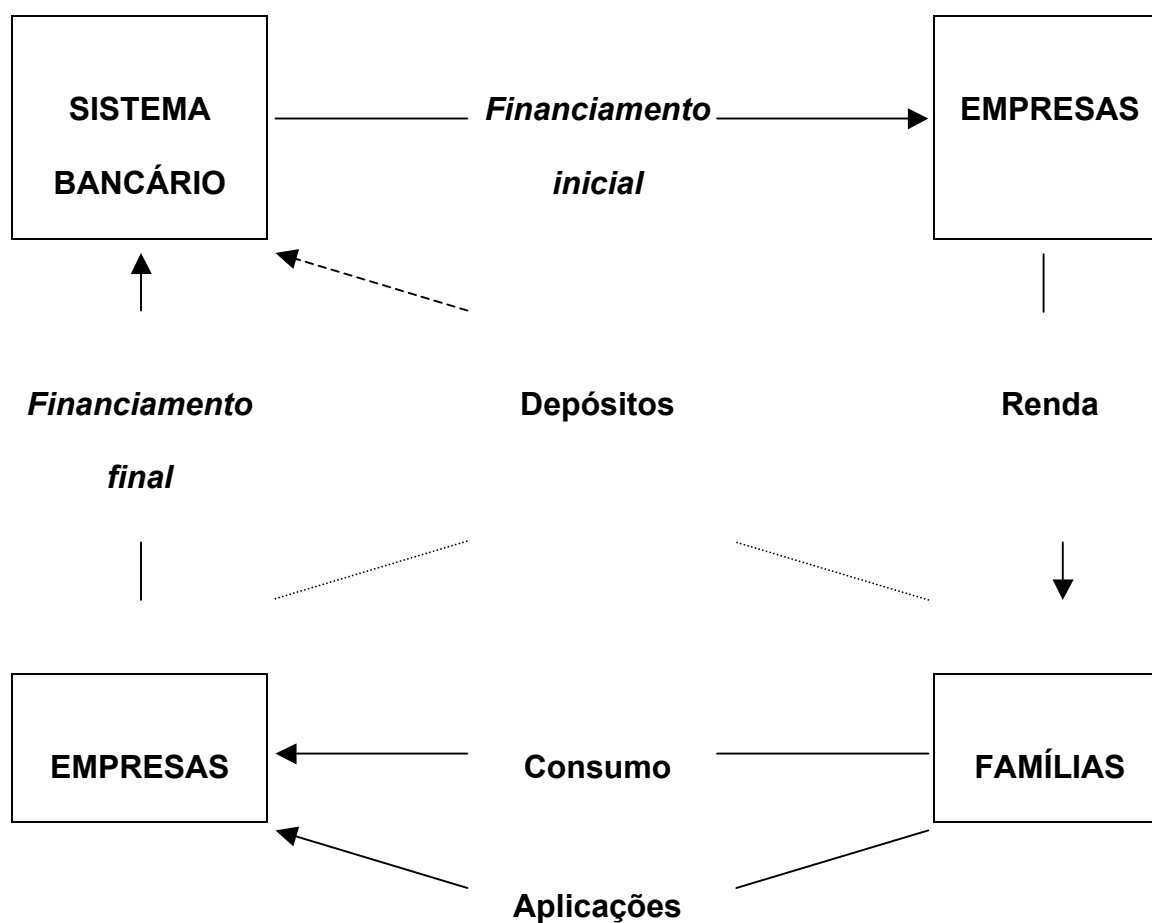 SISTEMA
BANCÁRIO
Financiamento
inicial
EMPRESAS
Financiamento
final
Depósitos
Renda
EMPRESAS
Consumo
FAMÍLIAS
Aplicações